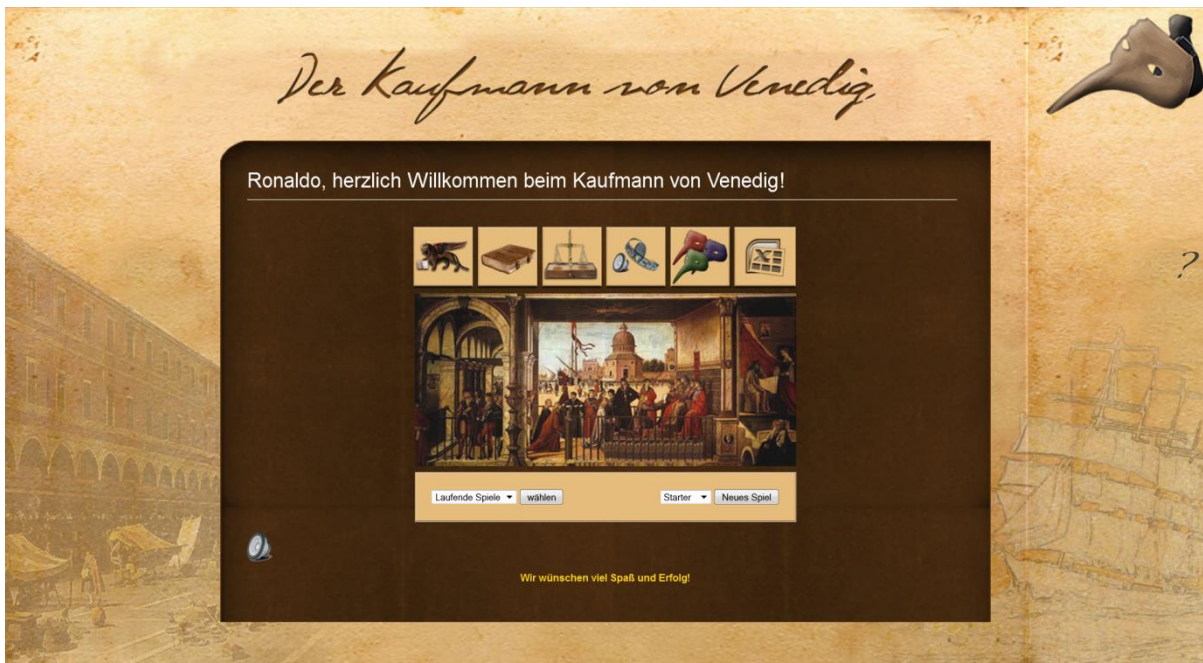 Der Kaufmann von Venedig
Ronaldo, herzlich Willkommen beim Kaufmann von Venedig!
Laufende Spiele wählen Starter Neues Spiel
Wir wünschen viel Spaß und Erfolg!
?